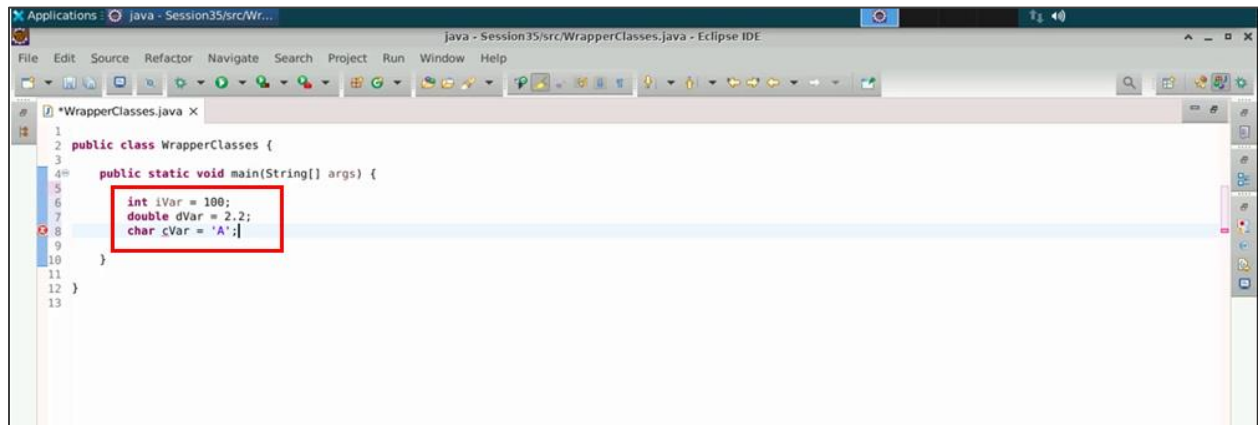 Applications : java - Session35/src/Wr...
java - Session35/src/WrapperClasses.java - Eclipse IDE
File Edit Source Refactor Navigate Search Project Run Window Help
*WrapperClasses.java
1
2 public class WrapperClasses {
3
4 public static void main(String[] args) {
5
6 int iVar = 100;
7 double dVar = 2.2;
8 char cVar = 'A';
9
10 }
11
12 }
13